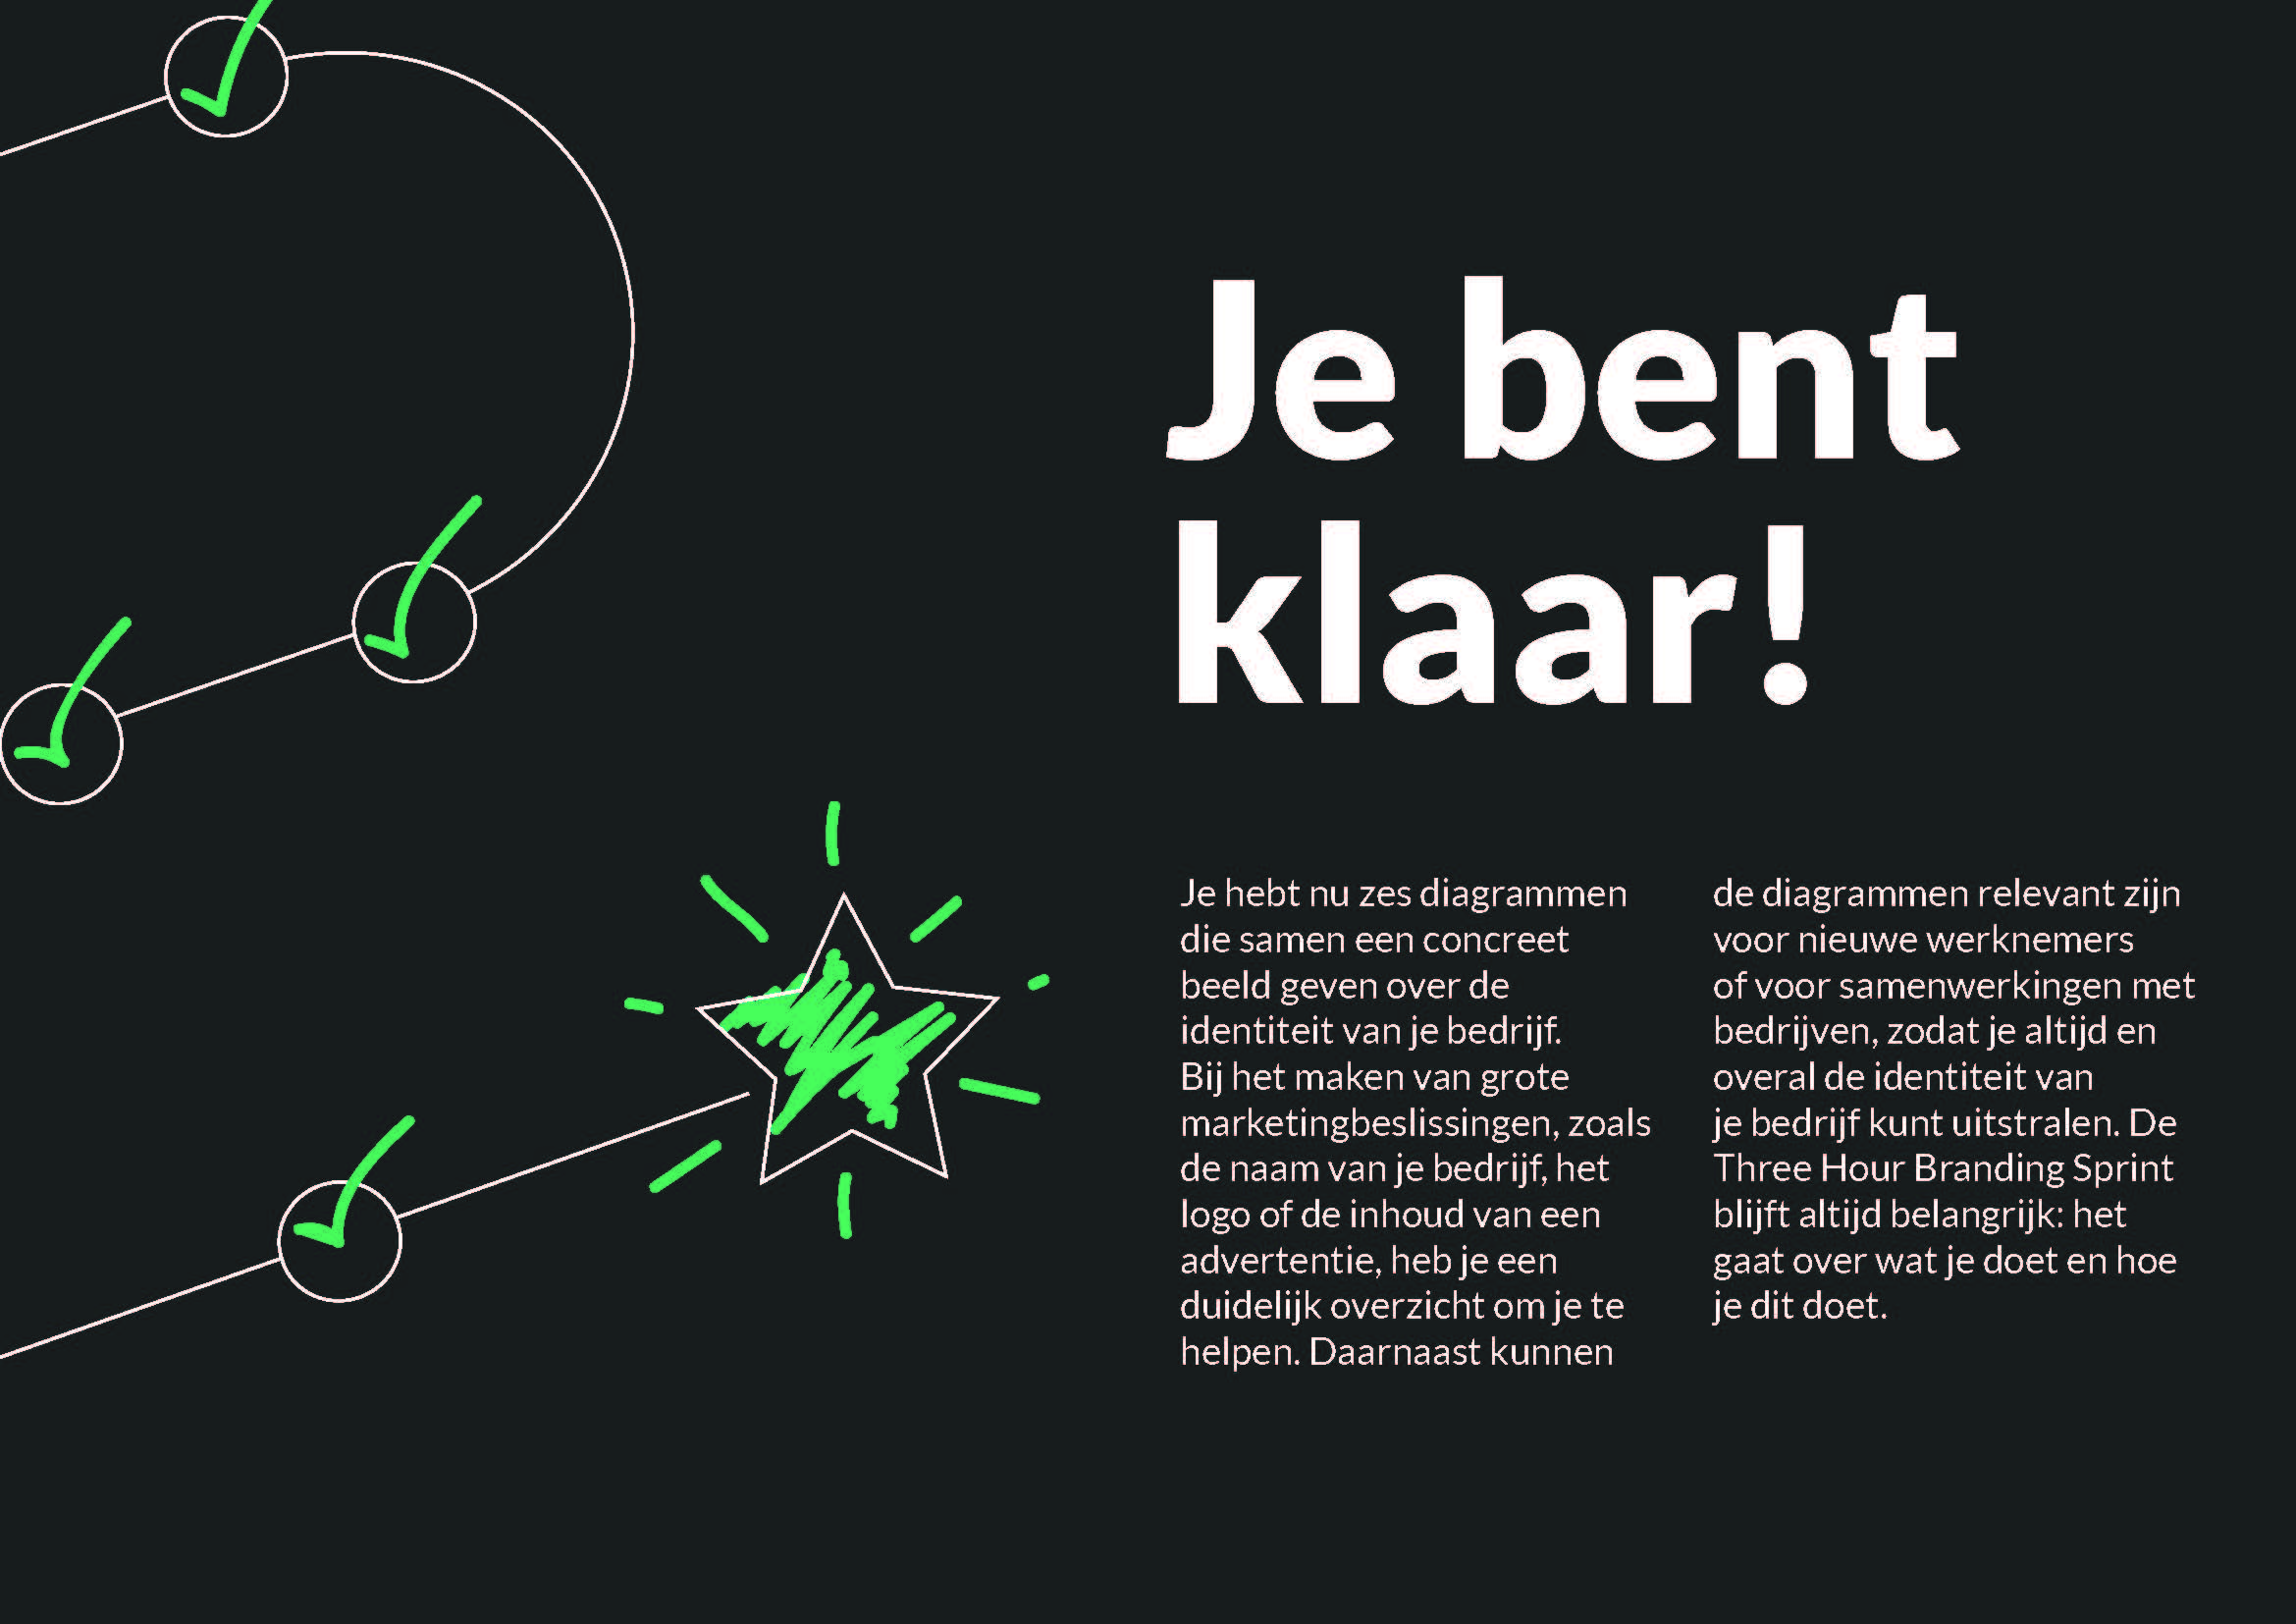 Je bent
klaar!
Je hebt nu zes diagrammen
die samen een concreet
beeld geven over de
identiteit van je bedrijf.
Bij het maken van grote
marketingbeslissingen, zoals
de naam van je bedrijf, het
logo of de inhoud van een
advertentie, heb je een
duidelijk overzicht om je te
helpen. Daarnaast kunnen
de diagrammen relevant zijn
voor nieuwe werknemers
of voor samenwerkingen met
bedrijven, zodat je altijd en
overal de identiteit van
je bedrijf kunt uitstralen. De
Three Hour Branding Sprint
blijft altijd belangrijk: het
gaat over wat je doet en hoe
je dit doet.